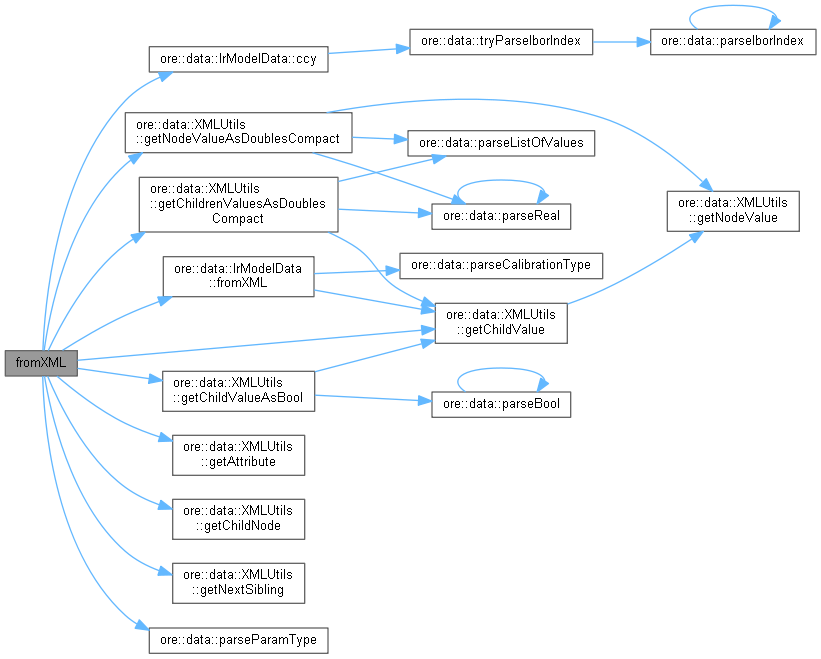 fromXML
ore::data::IrModelData::ccy
ore::data::tryParseIborIndex
ore::data::parseIborIndex
ore::data::XMLUtils
::getNodeValueAsDoublesCompact
ore::data::parseListOfValues
ore::data::XMLUtils
::getChildrenValuesAsDoubles
Compact
ore::data::parseReal
ore::data::XMLUtils
::getNodeValue
ore::data::IrModelData
::fromXML
ore::data::parseCalibrationType
ore::data::XMLUtils
::getChildValue
ore::data::XMLUtils
::getChildValueAsBool
ore::data::parseBool
ore::data::XMLUtils
::getAttribute
ore::data::XMLUtils
::getChildNode
ore::data::XMLUtils
::getNextSibling
ore::data::parseParamType